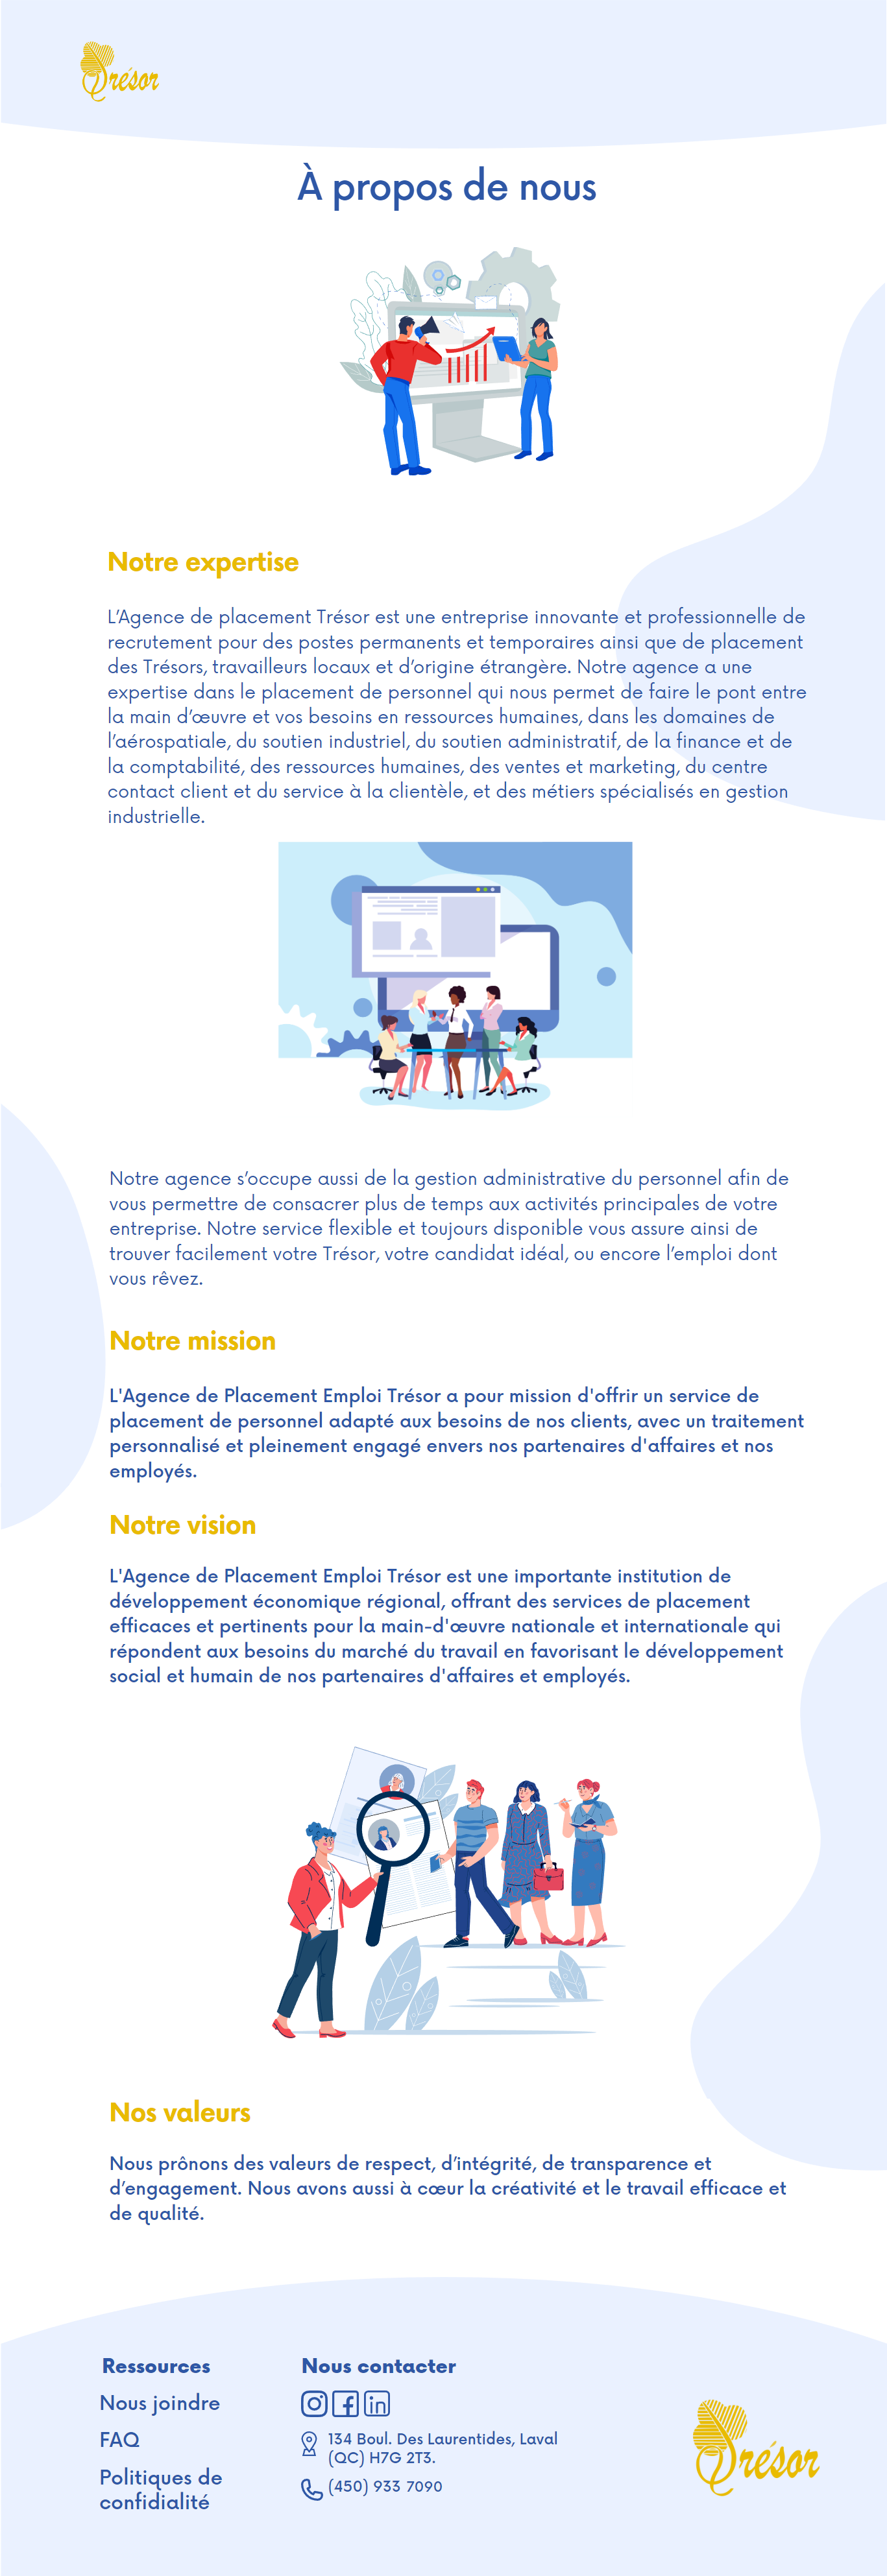 Trésor
À propos de nous
Notre expertise
L’Agence de placement Trésor est une entreprise innovante et professionnelle de
recrutement pour des postes permanents et temporaires ainsi que de placement
des Trésors, travailleurs locaux et d’origine étrangère. Notre agence a une
expertise dans le placement de personnel qui nous permet de faire le pont entre
la main d’œuvre et vos besoins en ressources humaines, dans les domaines de
l’aérospatiale, du soutien industriel, du soutien administratif, de la finance et de
la comptabilité, des ressources humaines, des ventes et marketing, du centre
contact client et du service à la clientèle, et des métiers spécialisés en gestion
industrielle.
Notre agence s’occupe aussi de la gestion administrative du personnel afin de
vous permettre de consacrer plus de temps aux activités principales de votre
entreprise. Notre service flexible et toujours disponible vous assure ainsi de
trouver facilement votre Trésor, votre candidat idéal, ou encore l’emploi dont
vous rêvez.
Notre mission
L'Agence de Placement Emploi Trésor a pour mission d'offrir un service de
placement de personnel adapté aux besoins de nos clients, avec un traitement
personnalisé et pleinement engagé envers nos partenaires d'affaires et nos
employés.
Notre vision
L'Agence de Placement Emploi Trésor est une importante institution de
développement économique régional, offrant des services de placement
efficaces et pertinents pour la main-d'œuvre nationale et internationale qui
répondent aux besoins du marché du travail en favorisant le développement
social et humain de nos partenaires d'affaires et employés.
Nos valeurs
Nous prônons des valeurs de respect, d’intégrité, de transparence et
d’engagement. Nous avons aussi à cœur la créativité et le travail efficace et
de qualité.
Ressources
Nous joindre
FAQ
Politiques de
confidialité
Nous contacter
134 Boul. Des Laurentides, Laval
(QC) H7G 2T3.
(450) 933 7090
Trésor